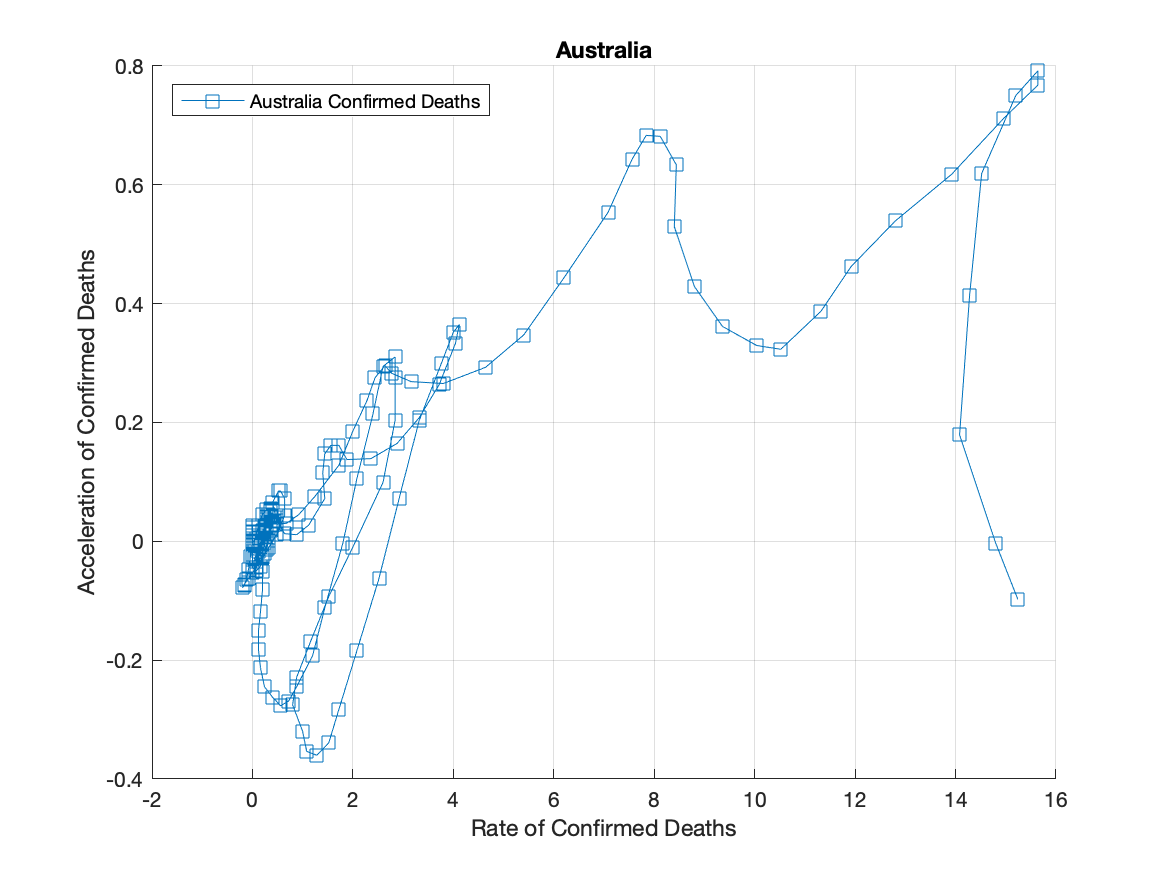 Australia
Australia Confirmed Deaths
0.8
0.6
0.4
0.2
0
-0.2
-0.4
Acceleration of Confirmed Deaths
-2 0 2 4 6 8 10 12 14 16
Rate of Confirmed Deaths